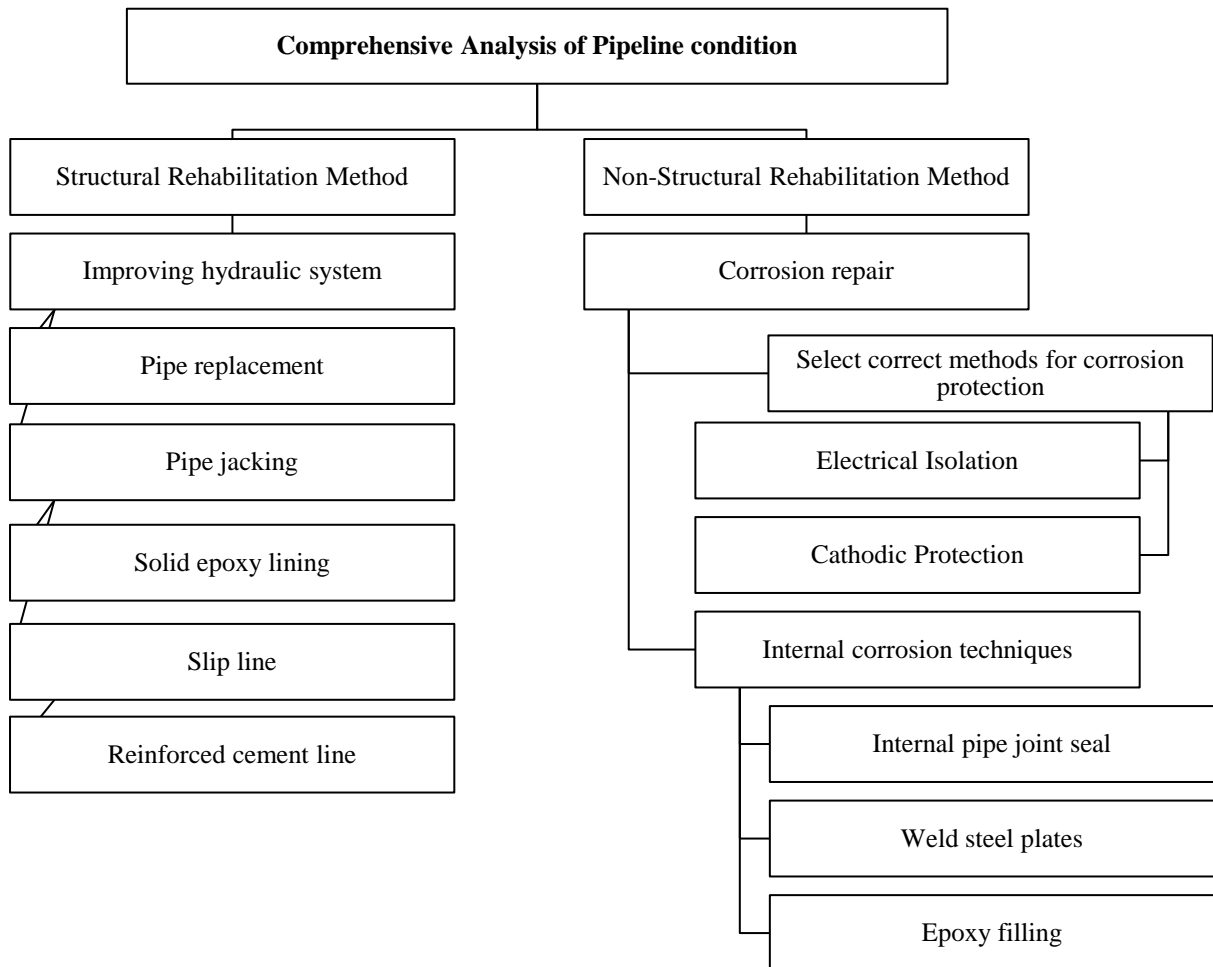 Comprehensive Analysis of Pipeline condition
Structural Rehabilitation Method
Improving hydraulic system
Pipe replacement
Pipe jacking
Solid epoxy lining
Slip line
Reinforced cement line
Non-Structural Rehabilitation Method
Corrosion repair
Select correct methods for corrosion
protection
Electrical Isolation
Cathodic Protection
Internal corrosion techniques
Internal pipe joint seal
Weld steel plates
Epoxy filling